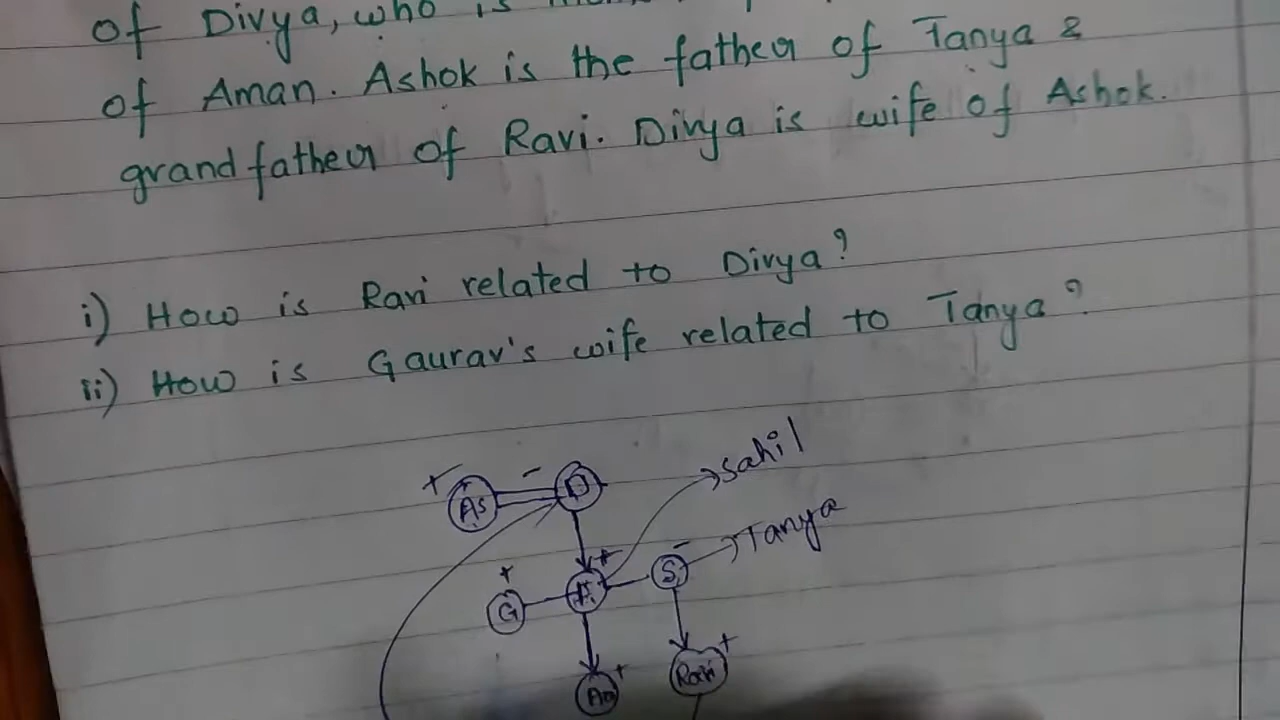 of Divya, who is
of Aman. Ashok is the father of Tanya &
grandfather of Ravi. Divya is wife of Ashok.
i) How is Ravi related to Divya?
ii) How is Gaurav's wife related to Tanya?
Sahil
+ - D
As
Tanya
+ + - S
G
+ +
An Ravi